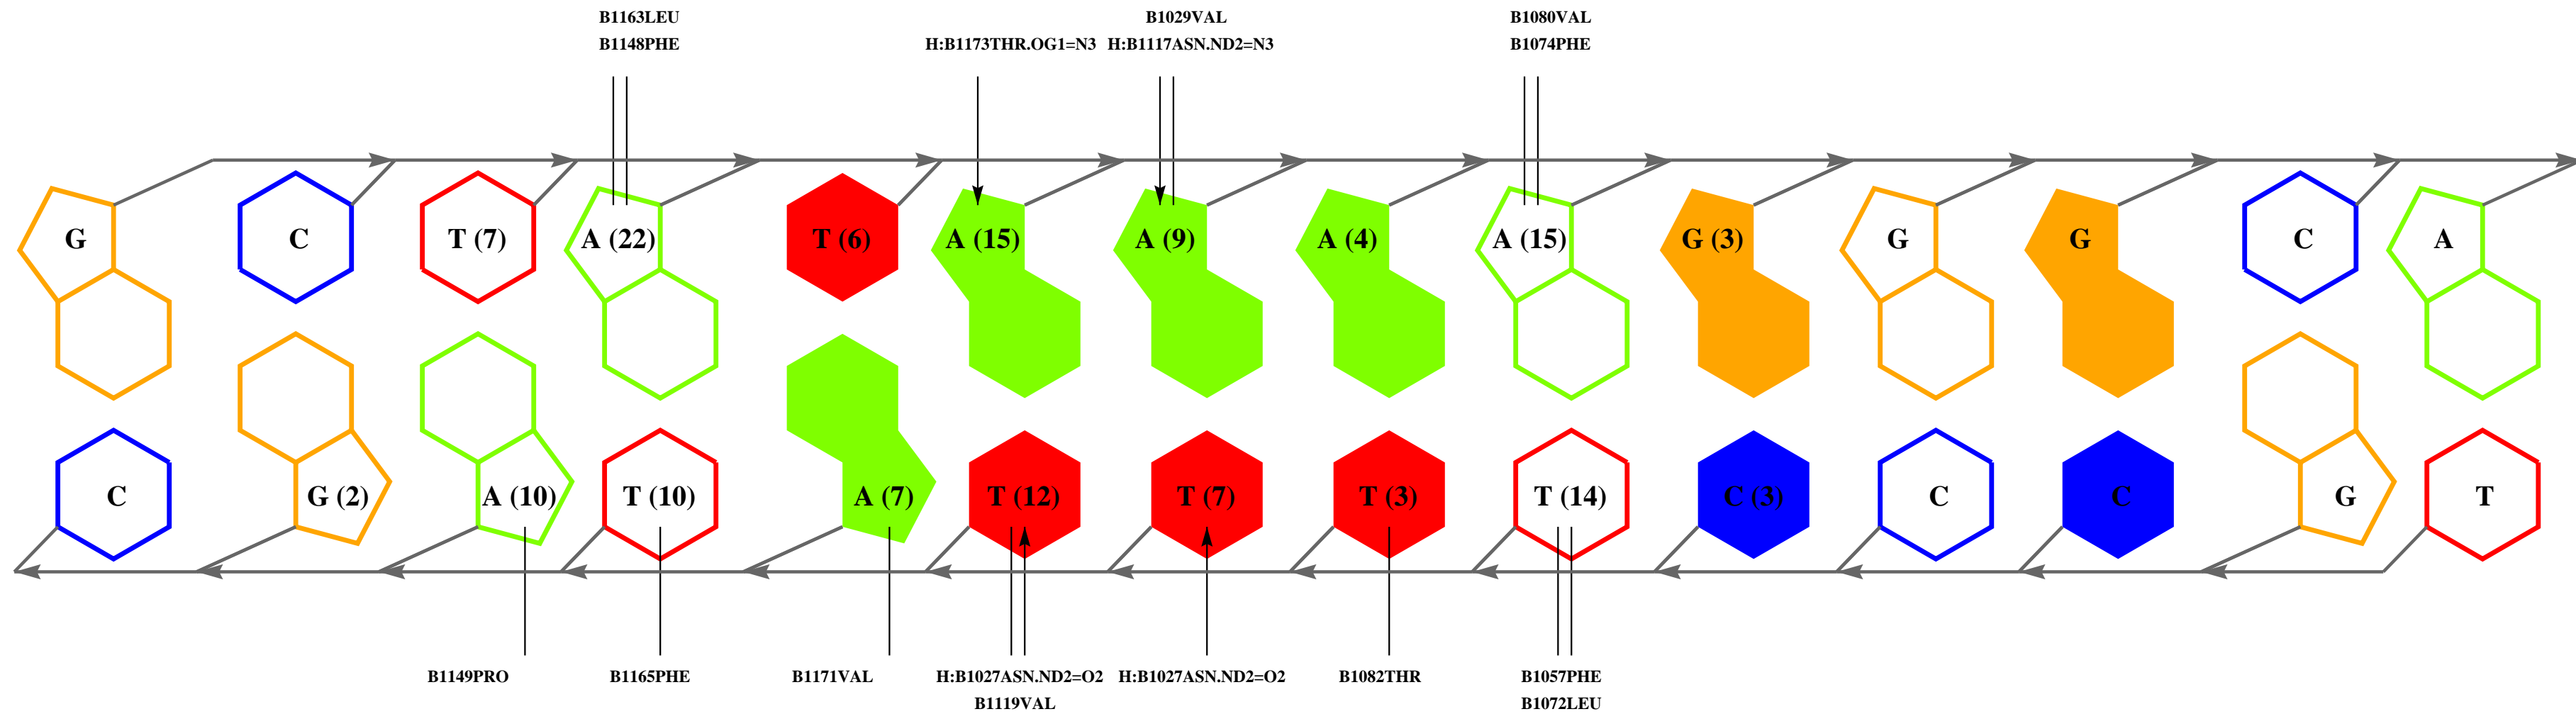 B1163LEU B1029VAL B1080VAL
B1148PHE H:B1173THR.OG1=N3 H:B1117ASN.ND2=N3 B1074PHE
G C T (7) A (22) T (6) A (15) A (9) A (4) A (15) G (3) G G C A
C G (2) A (10) T (10) A (7) T (12) T (7) T (3) T (14) C (3) C C G T
B1149PRO B1165PHE B1171VAL H:B1027ASN.ND2=O2 H:B1027ASN.ND2=O2 B1082THR B1057PHE
B1119VAL B1072LEU